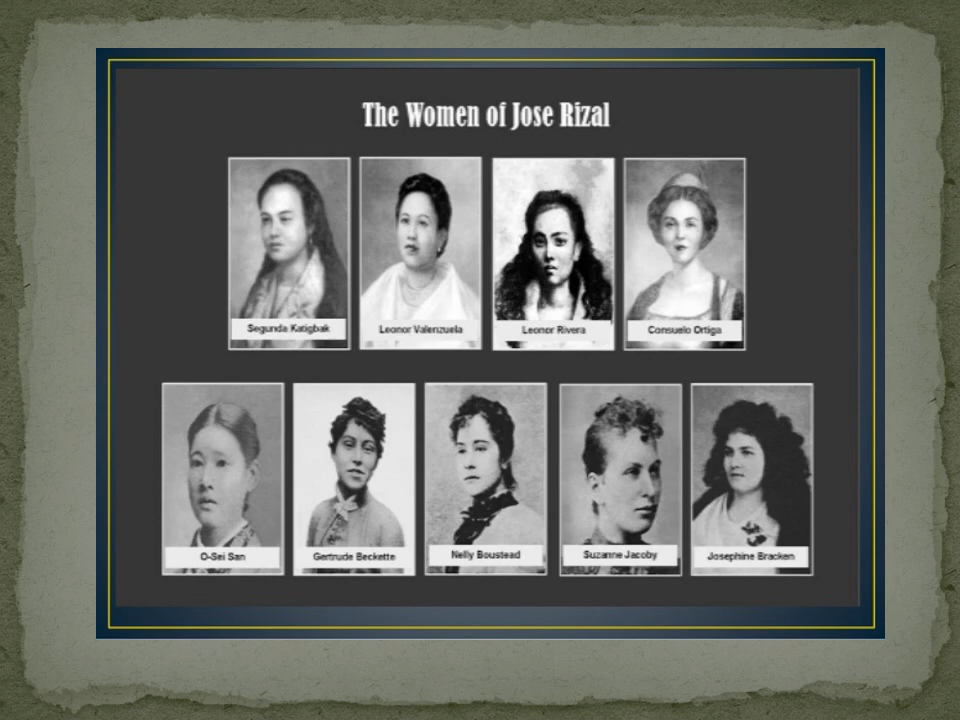 The Women of Jose Rizal
Segunda Katigbak
Leonor Valenzuela
Leonor Rivera
Consuelo Ortiga
O-Sei San
Gertrude Beckette
Nelly Boustead
Suzanne Jacoby
Josephine Bracken